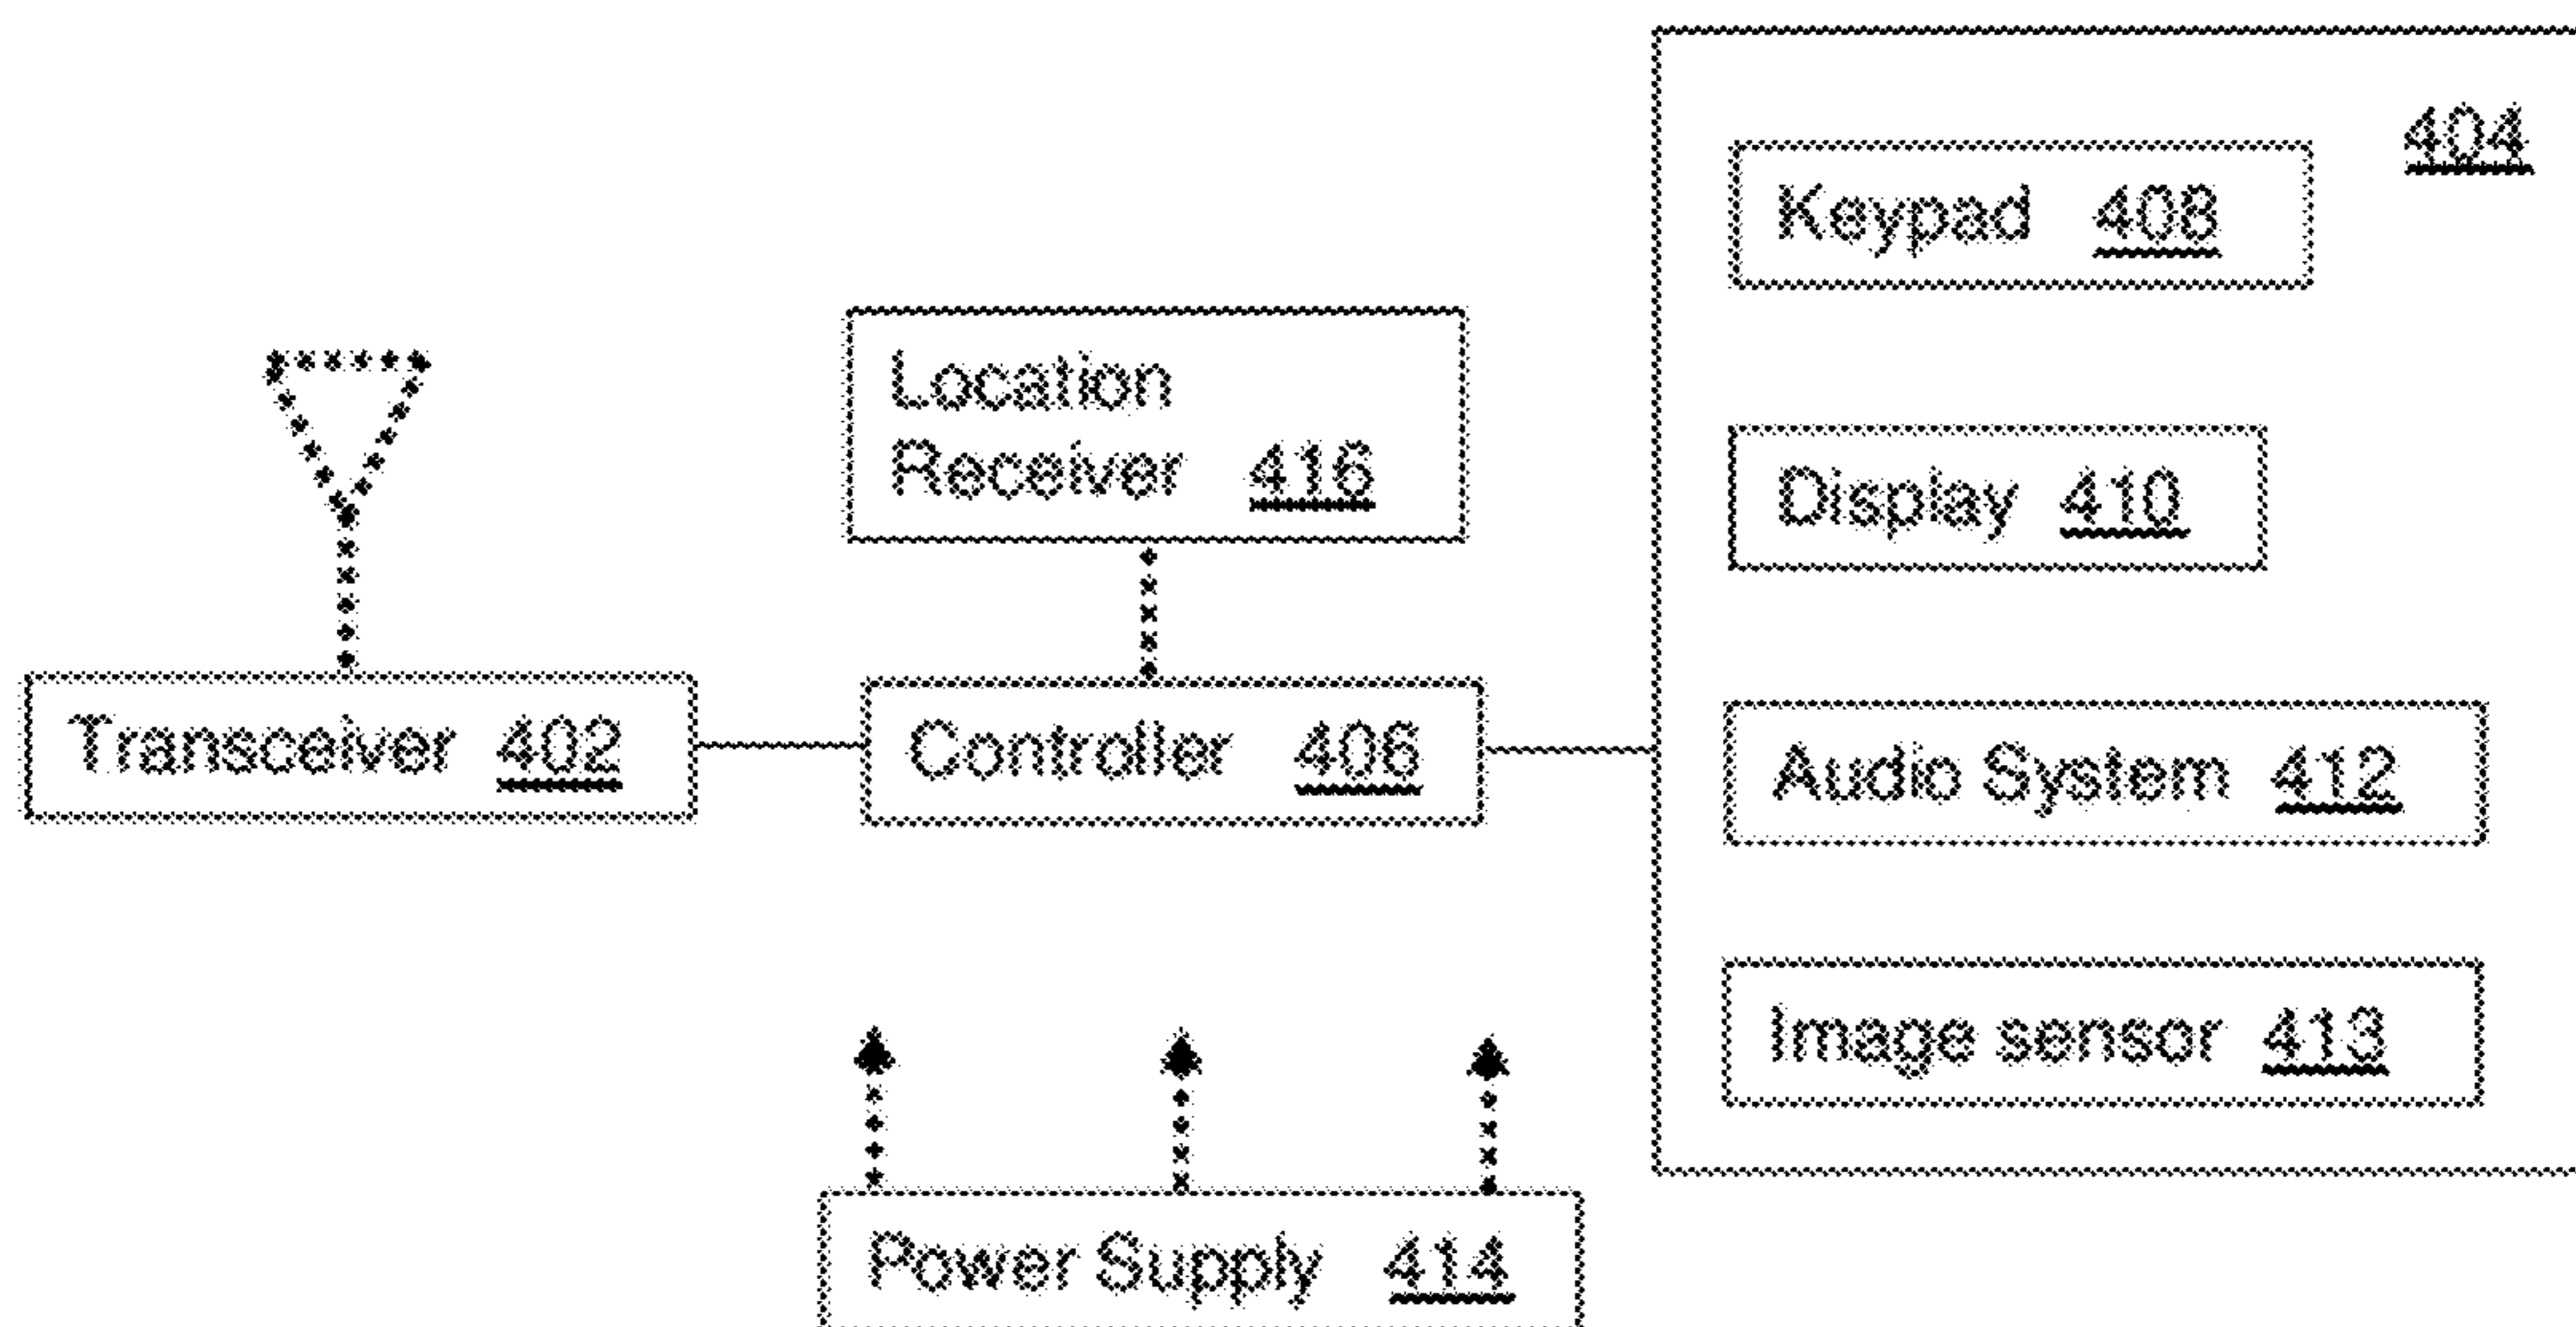 404
Keypad 408
Location
Receiver 416
Display 410
Transceiver 402
Controller 406
Audio System 412
Image sensor 413
Power Supply 414